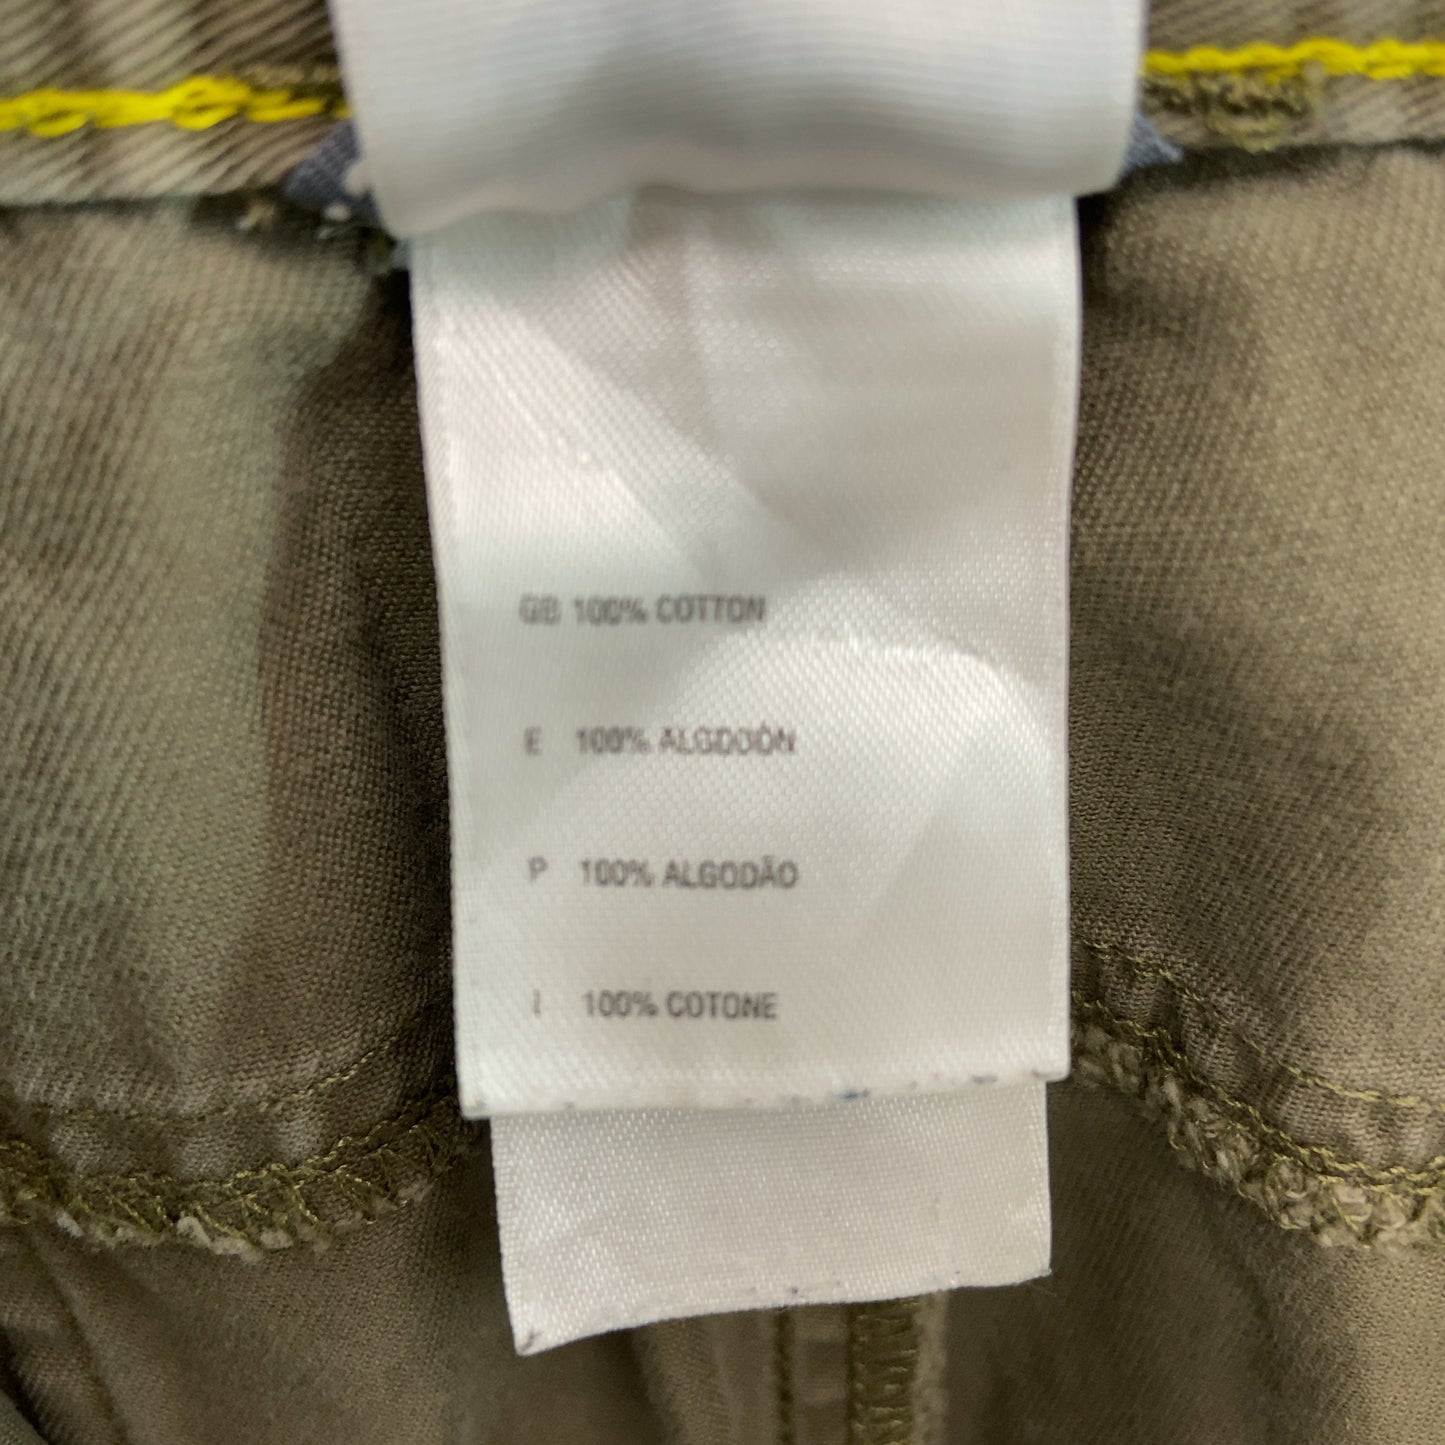 GB 100% COTTON
E 100% ALGODÓN
P 100% ALGODÃO
I 100% COTONE